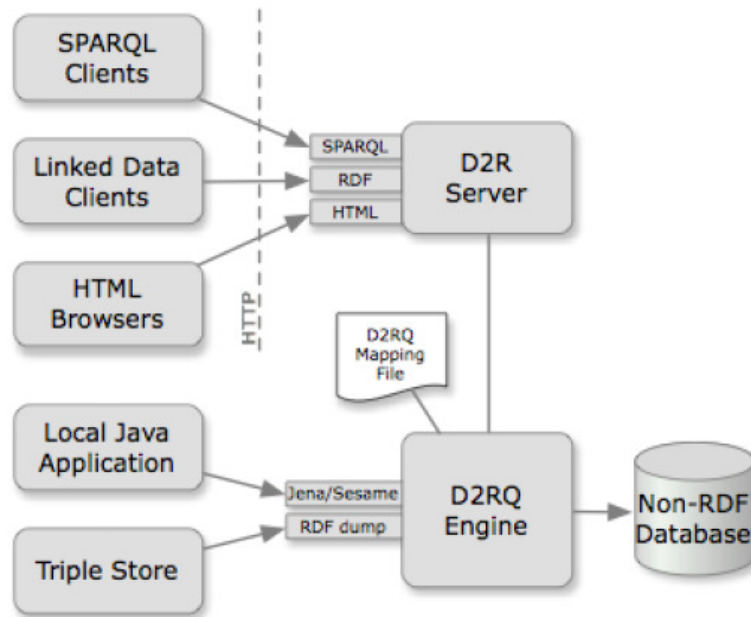 SPARQL
Clients
Linked Data
Clients
HTML
Browsers
HTTP
SPARQL
RDF
HTML
D2R
Server
D2RQ
Mapping
File
Local Java
Application
Triple Store
Jena/Sesame
RDF dump
D2RQ
Engine
Non-RDF
Database